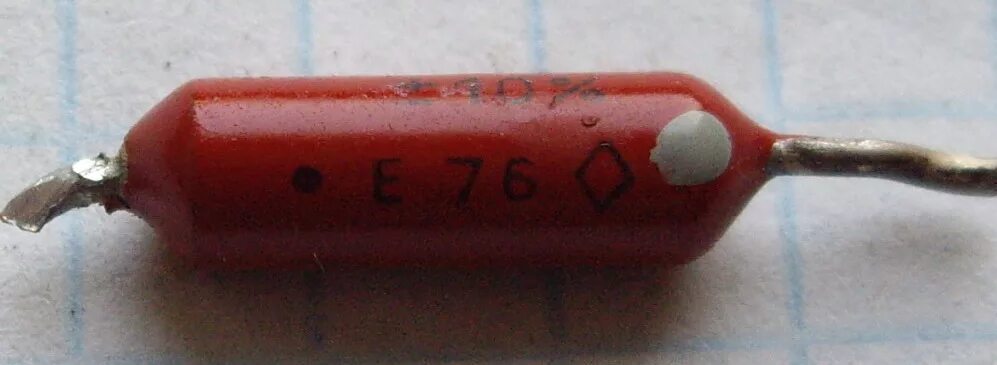 ±10%
• E 76 ◇